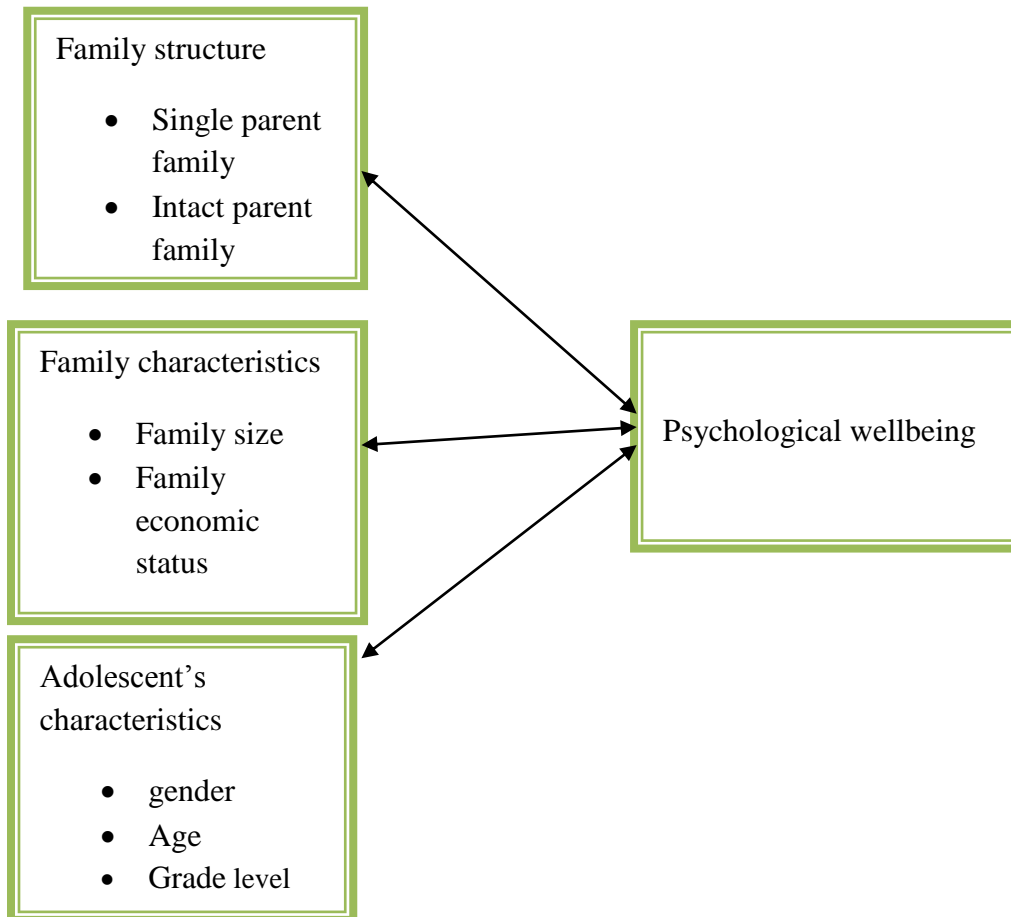 Family structure
• Single parent
family
• Intact parent
family
Family characteristics
• Family size
• Family
economic
status
Adolescent’s
characteristics
• gender
• Age
• Grade level
Psychological wellbeing